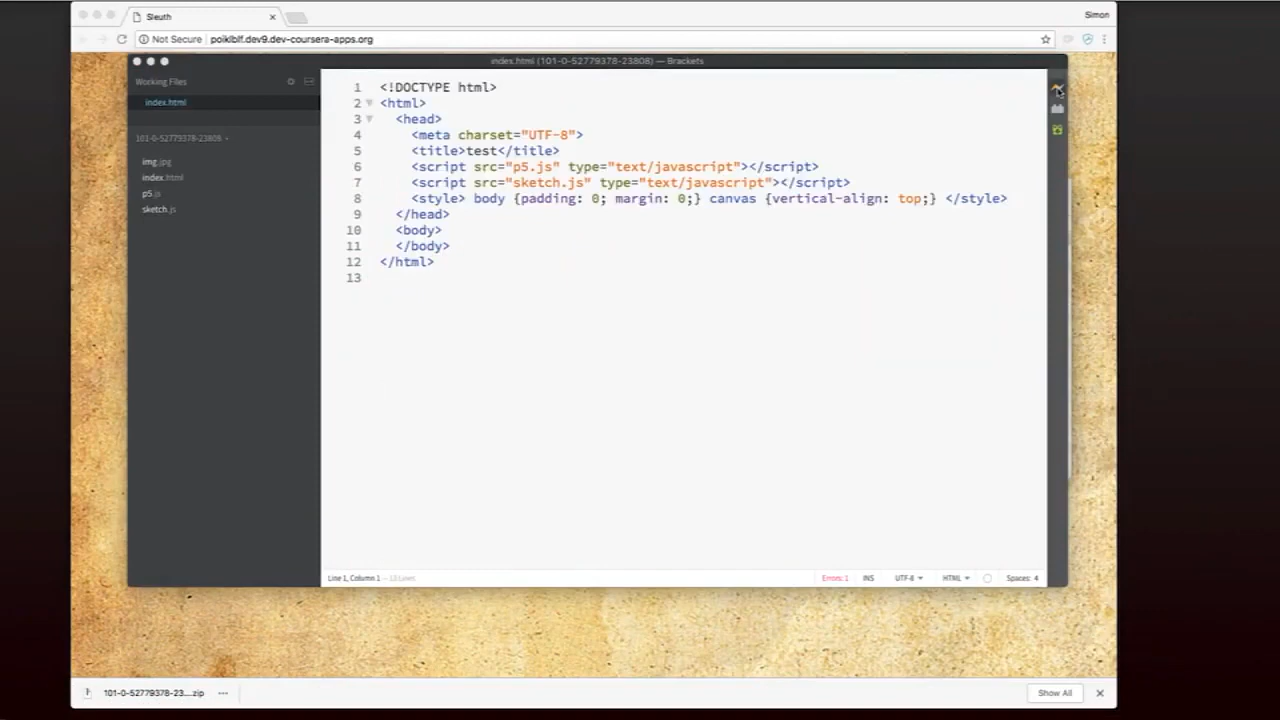 Sleuth
Simon
Not Secure
poiklblf.dev9.dev-coursera-apps.org
index.html (101-0-52779378-23808) — Brackets
Working Files
index.html
101-0-52779378-23808
img.jpg
index.html
p5.js
sketch.js
1 <!DOCTYPE html>
2 <html>
3 <head>
4 <meta charset="UTF-8">
5 <title>test</title>
6 <script src="p5.js" type="text/javascript"></script>
7 <script src="sketch.js" type="text/javascript"></script>
8 <style> body {padding: 0; margin: 0;} canvas {vertical-align: top;} </style>
9 </head>
10 <body>
11 </body>
12 </html>
13
Line 1, Column 1 — 13 Lines
Errors: 1 INS UTF-8 HTML Spaces: 4
101-0-52779378-23....zip
Show All